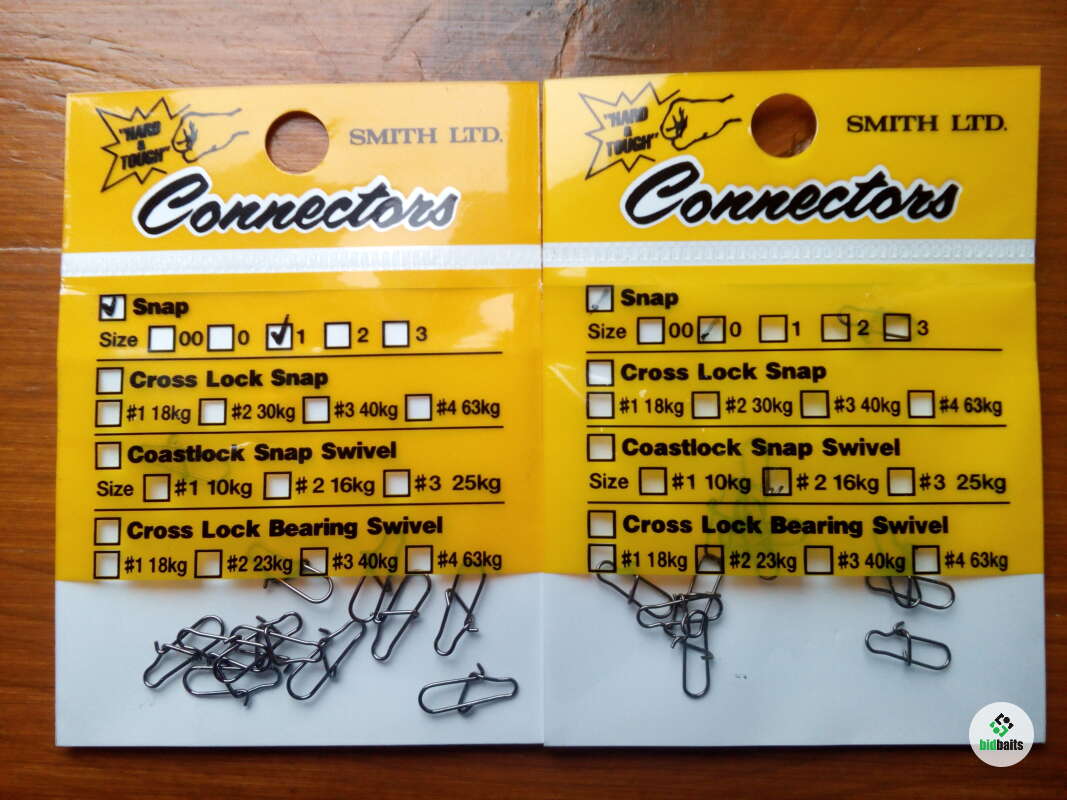 "HARD
&
TOUGH"
SMITH LTD.
Connectors
Snap
Size 00 0 1 2 3
Cross Lock Snap
#1 18kg #2 30kg #3 40kg #4 63kg
Coastlock Snap Swivel
Size #1 10kg #2 16kg #3 25kg
Cross Lock Bearing Swivel
#1 18kg #2 23kg #3 40kg #4 63kg
"HARD
&
TOUGH"
SMITH LTD.
Connectors
Snap
Size 00 0 1 2 3
Cross Lock Snap
#1 18kg #2 30kg #3 40kg #4 63kg
Coastlock Snap Swivel
Size #1 10kg #2 16kg #3 25kg
Cross Lock Bearing Swivel
#1 18kg #2 23kg #3 40kg #4 63kg
bidbaits